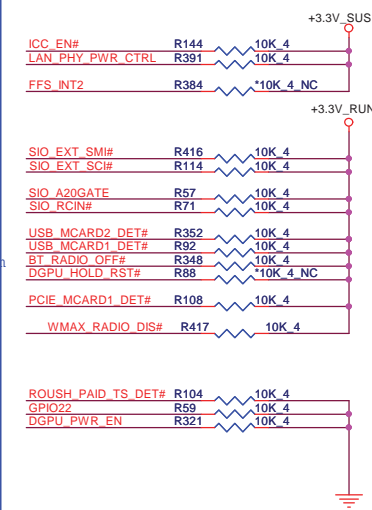 +3.3V_SUS
ICC_EN# R144 10K_4
LAN_PHY_PWR_CTRL R391 10K_4
FFS_INT2 R384 *10K_4_NC
+3.3V_RUN
SIO_EXT_SMI# R416 10K_4
SIO_EXT_SCI# R114 10K_4
SIO_A20GATE R57 10K_4
SIO_RCIN# R71 10K_4
USB_MCARD2_DET# R352 10K_4
USB_MCARD1_DET# R92 10K_4
BT_RADIO_OFF# R348 10K_4
DGPU_HOLD_RST# R88 *10K_4_NC
PCIE_MCARD1_DET# R108 10K_4
WMAX_RADIO_DIS# R417 10K_4
ROUSH_PAID_TS_DET# R104 10K_4
GPIO22 R59 10K_4
DGPU_PWR_EN R321 10K_4